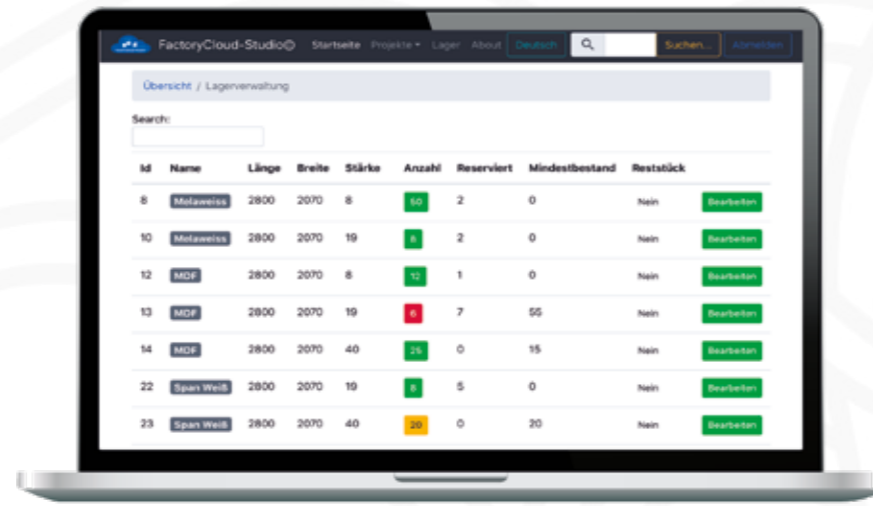 FactoryCloud-Studio© Startseite Projekte Lager About Deutsch Suchen... Abmelden
Übersicht / Lagerverwaltung
Search:
Id Name Länge Breite Stärke Anzahl Reserviert Mindestbestand Reststück
8 Melaweiss 2800 2070 8 50 2 0 Nein Bearbeiten
10 Melaweiss 2800 2070 19 8 2 0 Nein Bearbeiten
12 MDF 2800 2070 8 12 1 0 Nein Bearbeiten
13 MDF 2800 2070 19 6 7 55 Nein Bearbeiten
14 MDF 2800 2070 40 25 0 15 Nein Bearbeiten
22 Span Weiß 2800 2070 19 8 5 0 Nein Bearbeiten
23 Span Weiß 2800 2070 40 20 0 20 Nein Bearbeiten